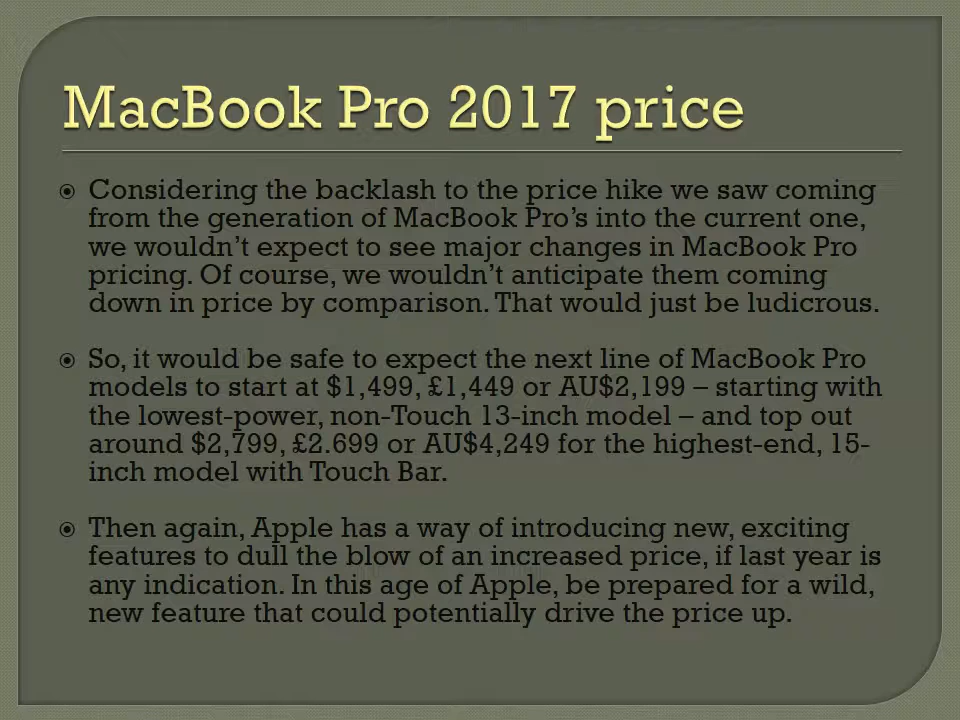 MacBook Pro 2017 price
Considering the backlash to the price hike we saw coming
from the generation of MacBook Pro’s into the current one,
we wouldn’t expect to see major changes in MacBook Pro
pricing. Of course, we wouldn’t anticipate them coming
down in price by comparison. That would just be ludicrous.
So, it would be safe to expect the next line of MacBook Pro
models to start at $1,499, £1,449 or AU$2,199 – starting with
the lowest-power, non-Touch 13-inch model – and top out
around $2,799, £2.699 or AU$4,249 for the highest-end, 15-
inch model with Touch Bar.
Then again, Apple has a way of introducing new, exciting
features to dull the blow of an increased price, if last year is
any indication. In this age of Apple, be prepared for a wild,
new feature that could potentially drive the price up.